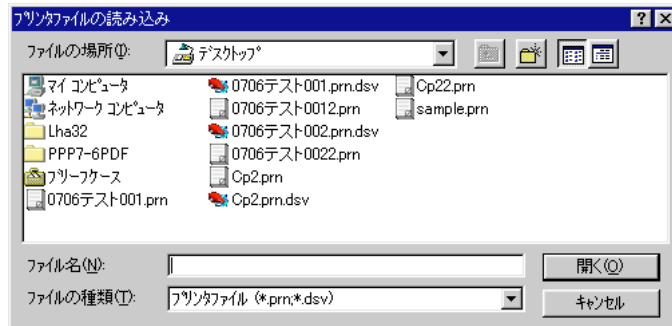 プリンタファイルの読み込み
ファイルの場所(I):
デスクトップ
マイ コンピュータ
ネットワーク コンピュータ
Lha32
PPP7-6PDF
ブリーフケース
0706テスト001.prn
0706テスト001.prn.dsv
0706テスト0012.prn
0706テスト002.prn.dsv
0706テスト0022.prn
Cp2.prn
Cp2.prn.dsv
Cp22.prn
sample.prn
ファイル名(N):
開く(O)
ファイルの種類(T):
プリンタファイル (*.prn;*.dsv)
キャンセル